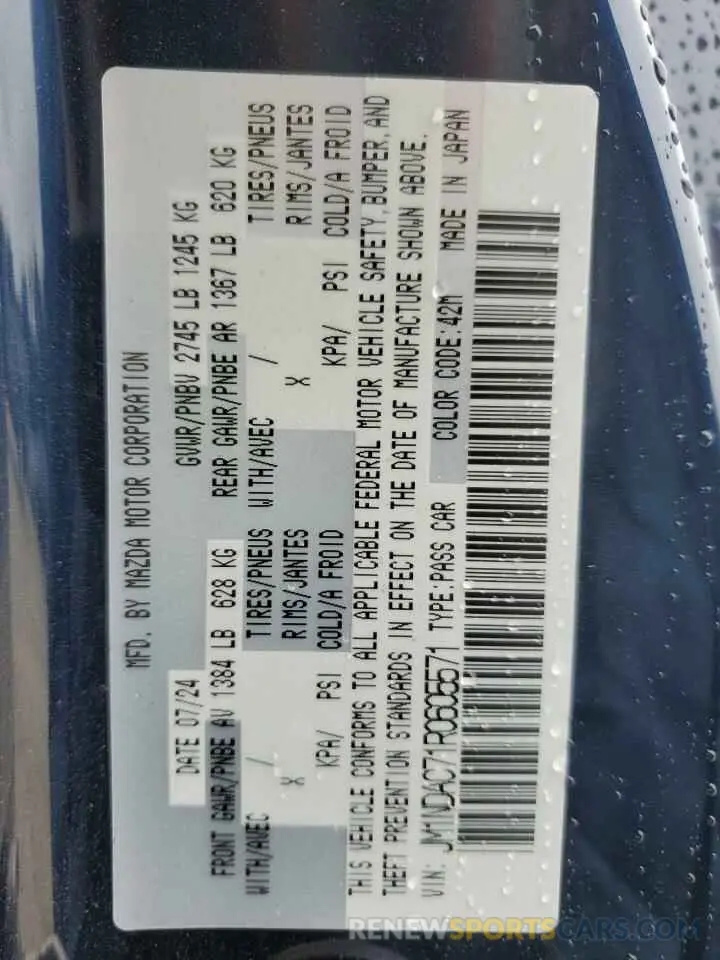 MFD. BY MAZDA MOTOR CORPORATION
DATE 07/24 GVWR/PNBV 2745 LB 1245 KG
FRONT GAWR/PNBE AV 1384 LB 628 KG REAR GAWR/PNBE AR 1367 LB 620 KG
WITH/AVEC / TIRES/PNEUS WITH/AVEC / TIRES/PNEUS
X RIMS/JANTES X RIMS/JANTES
KPA/ PSI COLD/A FROID KPA/ PSI COLD/A FROID
THIS VEHICLE CONFORMS TO ALL APPLICABLE FEDERAL MOTOR VEHICLE SAFETY, BUMPER, AND
THEFT PREVENTION STANDARDS IN EFFECT ON THE DATE OF MANUFACTURE SHOWN ABOVE.
VIN: JM1NDAC71R0605571 TYPE:PASS CAR COLOR CODE:42M MADE IN JAPAN
RENEWSPORTSCARS.COM